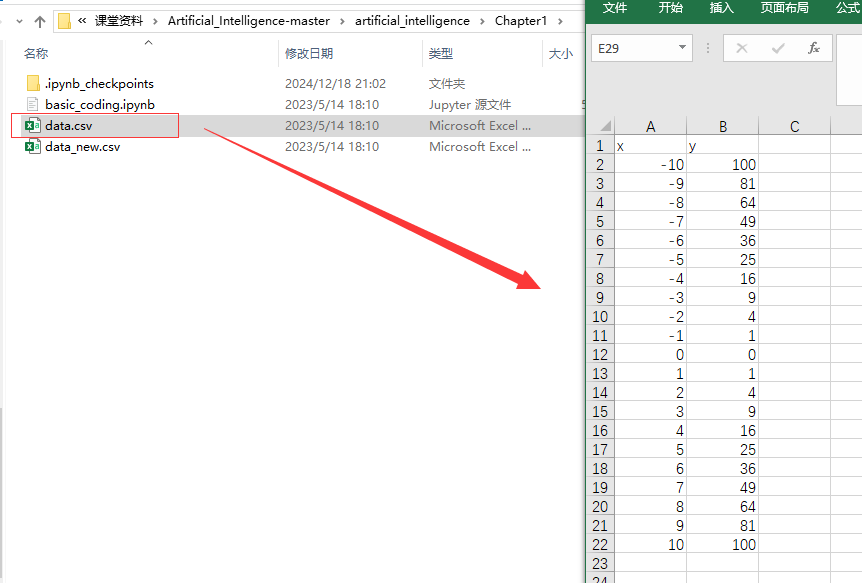 « 课堂资料 › Artificial_Intelligence-master › artificial_intelligence › Chapter1 ›
名称 修改日期 类型 大小
.ipynb_checkpoints 2024/12/18 21:02 文件夹
basic_coding.ipynb 2023/5/14 18:10 Jupyter 源文件
data.csv 2023/5/14 18:10 Microsoft Excel ...
data_new.csv 2023/5/14 18:10 Microsoft Excel ...
文件 开始 插入 页面布局 公式
E29 fx
A B C
1 x y
2 -10 100
3 -9 81
4 -8 64
5 -7 49
6 -6 36
7 -5 25
8 -4 16
9 -3 9
10 -2 4
11 -1 1
12 0 0
13 1 1
14 2 4
15 3 9
16 4 16
17 5 25
18 6 36
19 7 49
20 8 64
21 9 81
22 10 100
23
24